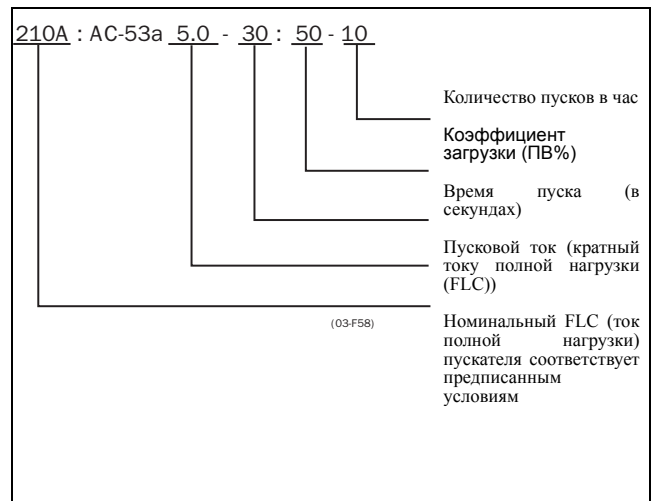 210A : AC-53a 5.0 - 30 : 50 - 10
Количество пусков в час
Коэффициент
загрузки (ПВ%)
Время пуска (в
секундах)
Пусковой ток (кратный
току полной нагрузки
(FLC))
(03-F58)
Номинальный FLC (ток
полной нагрузки)
пускателя соответствует
предписанным
условиям